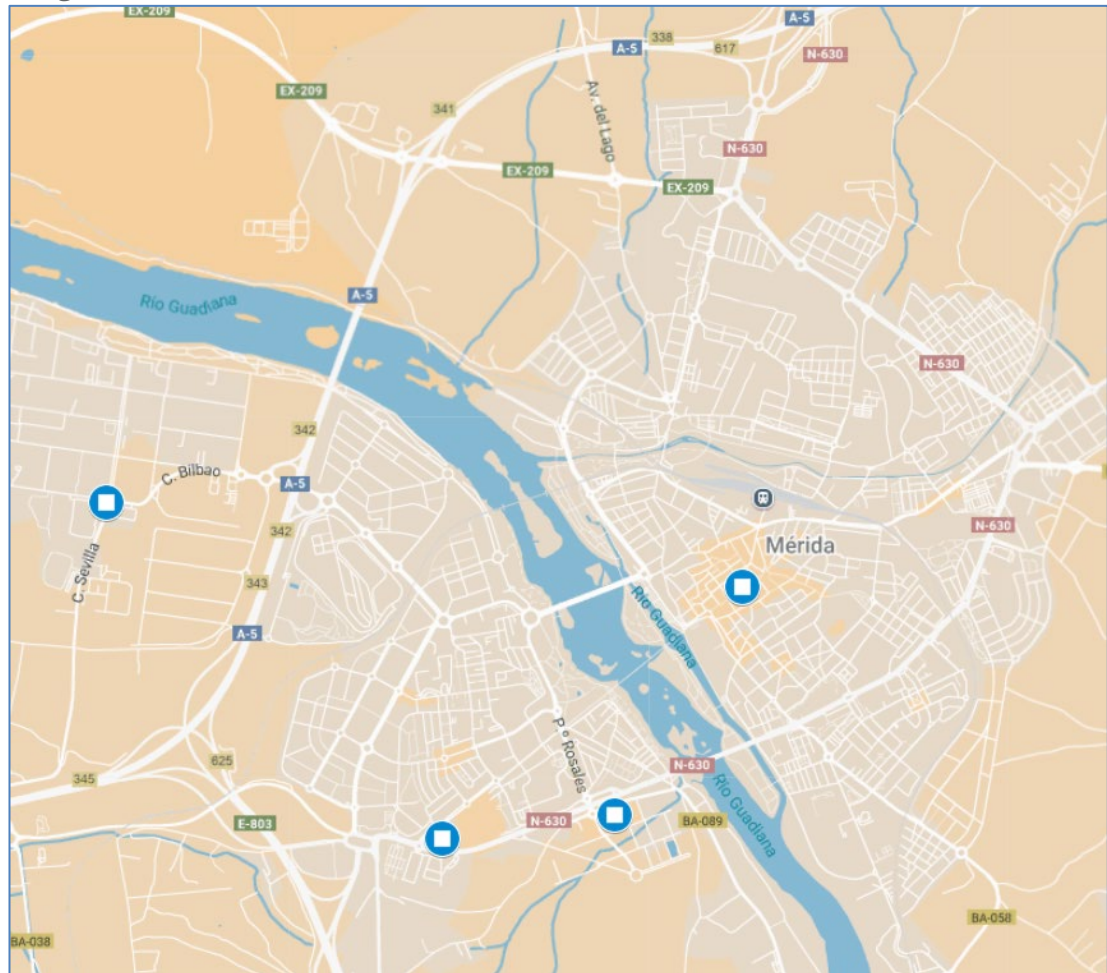 EX-209
A-5
338
617
N-630
A-5
EX-209
341
Av. del Lago
N-630
EX-209
EX-209
Río Guadiana
A-5
N-630
342
C. Bilbao
A-5
N-630
342
Mérida
C. Sevilla
343
Río Guadiana
A-5
Pº Rosales
625
N-630
345
Río Guadiana
E-803
N-630
BA-089
BA-058
BA-038